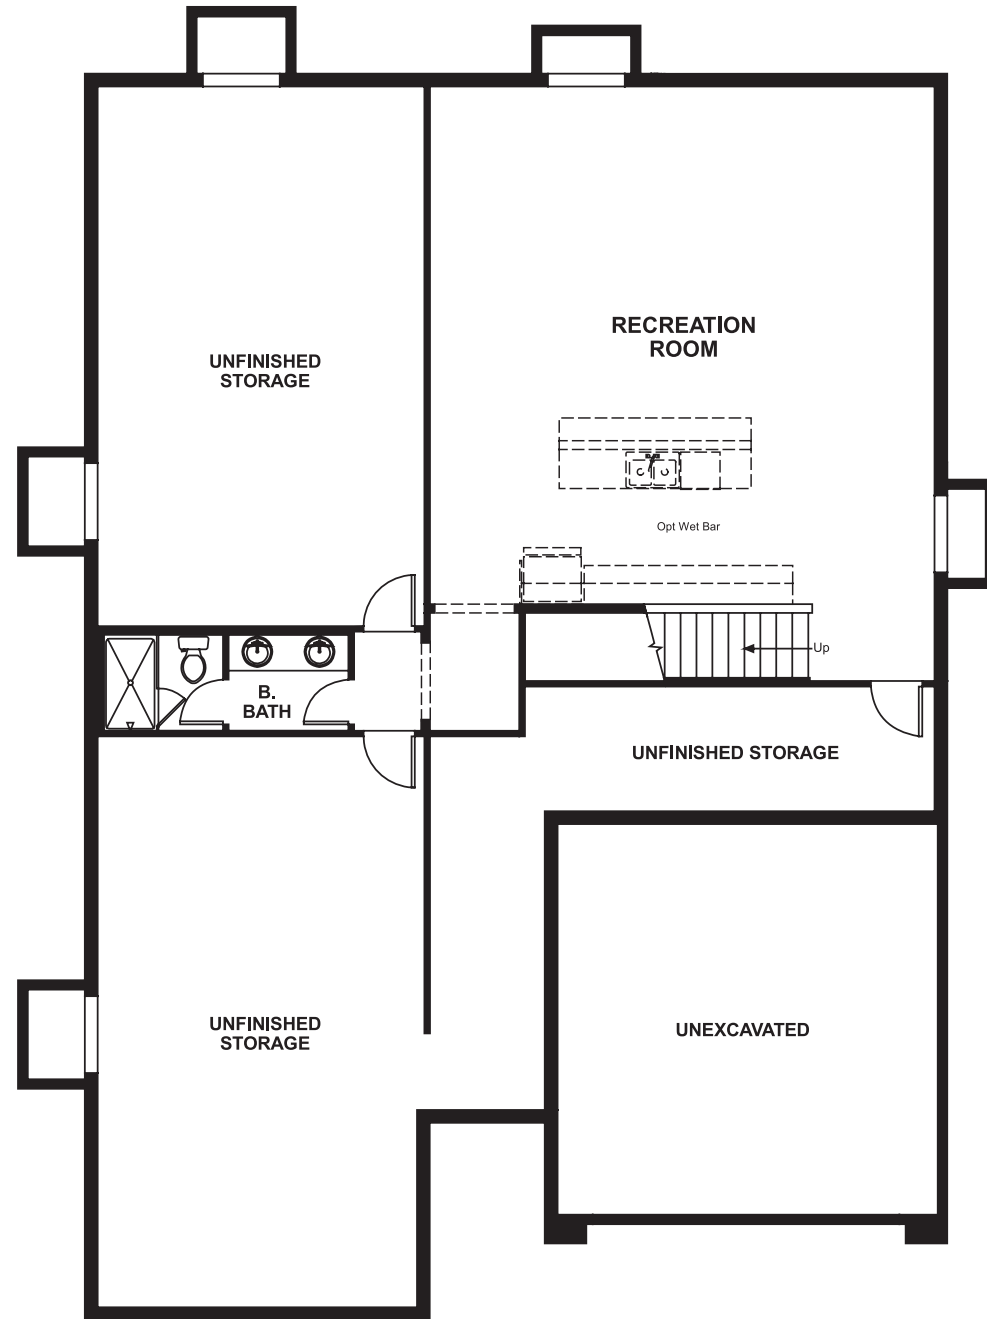 RECREATION
ROOM
UNFINISHED
STORAGE
Opt Wet Bar
Up
B.
BATH
UNFINISHED STORAGE
UNFINISHED
STORAGE
UNEXCAVATED